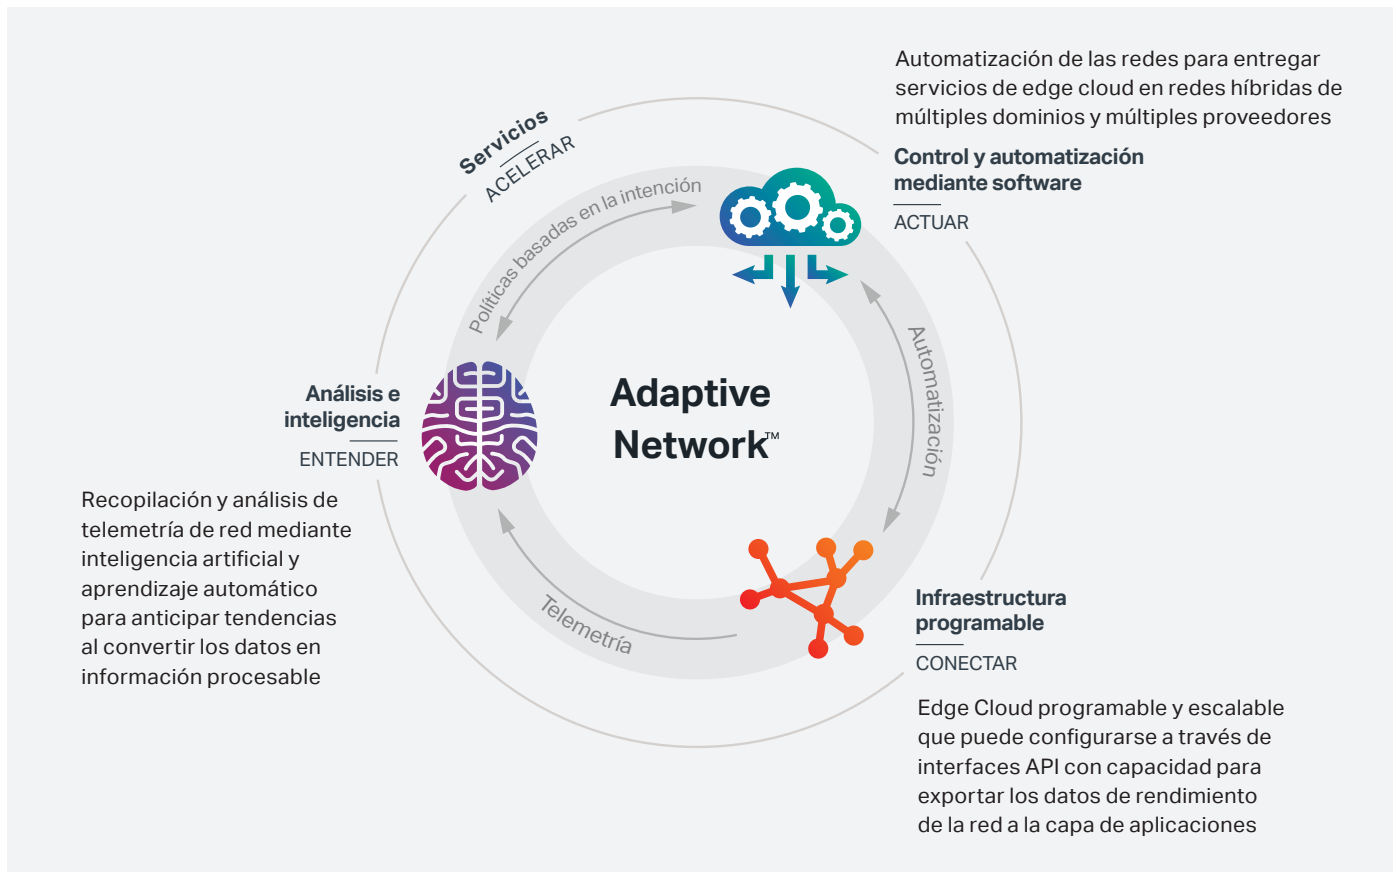 Automatización de las redes para entregar
servicios de edge cloud en redes híbridas de
múltiples dominios y múltiples proveedores
Control y automatización
mediante software
ACTUAR
Servicios
ACELERAR
Políticas basadas en la intención
Automatización
Adaptive
Network™
Análisis e
inteligencia
ENTENDER
Recopilación y análisis de
telemetría de red mediante
inteligencia artificial y
aprendizaje automático
para anticipar tendencias
al convertir los datos en
información procesable
Telemetría
Infraestructura
programable
CONECTAR
Edge Cloud programable y escalable
que puede configurarse a través de
interfaces API con capacidad para
exportar los datos de rendimiento
de la red a la capa de aplicaciones